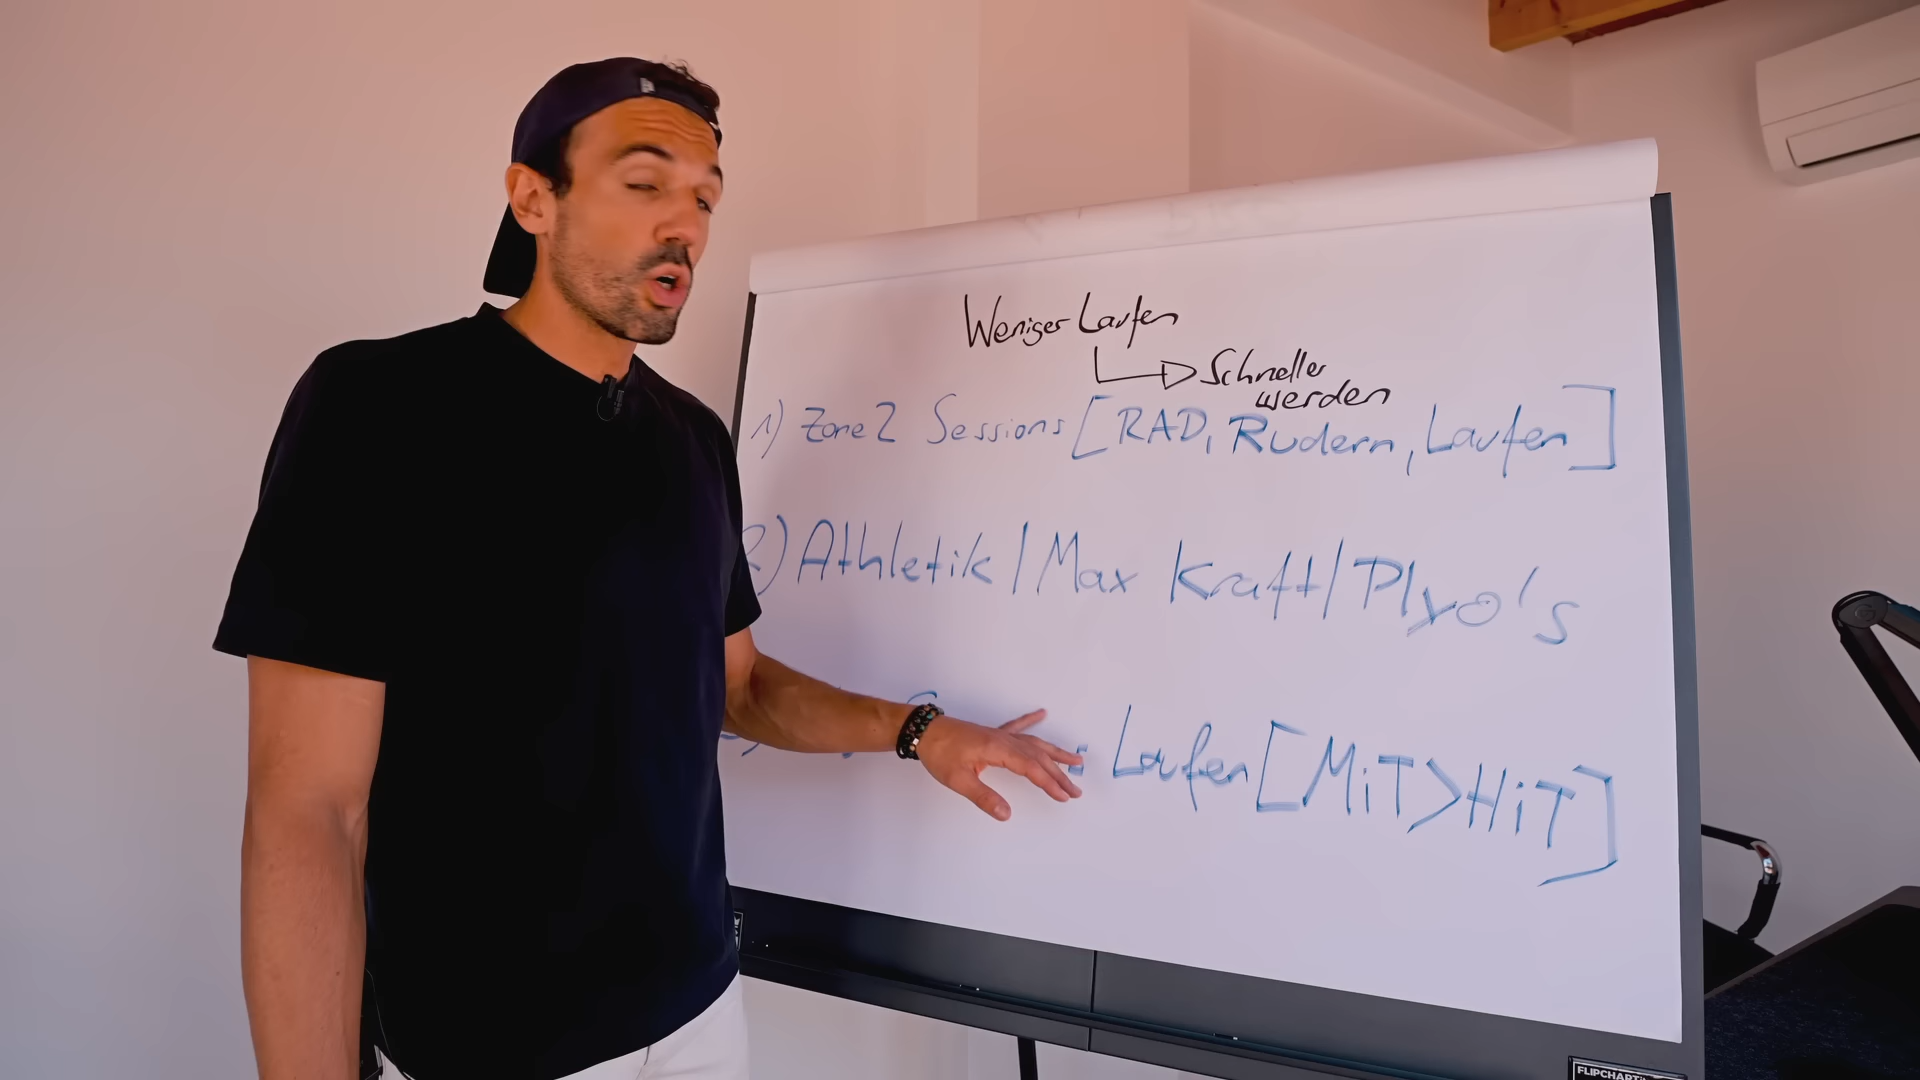 Weniger Laufen
Schneller
werden
1) Zone 2 Sessions [RAD, Rudern, Laufen]
2) Athletik / Max Kraft / Plyo's
Laufen [MiT>HiT]
FLIPCHART